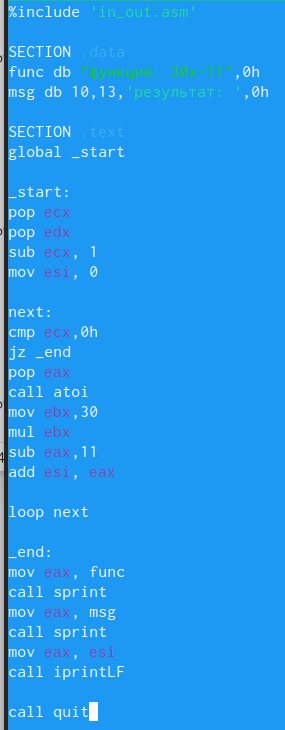 %include 'in_out.asm'
SECTION .data
func db "функция: 30x-11",0h
msg db 10,13,'результат: ',0h
SECTION .text
global _start
_start:
pop ecx
pop edx
sub ecx, 1
mov esi, 0
next:
cmp ecx,0h
jz _end
pop eax
call atoi
mov ebx,30
mul ebx
sub eax,11
add esi, eax
loop next
_end:
mov eax, func
call sprint
mov eax, msg
call sprint
mov eax, esi
call iprintLF
call quit